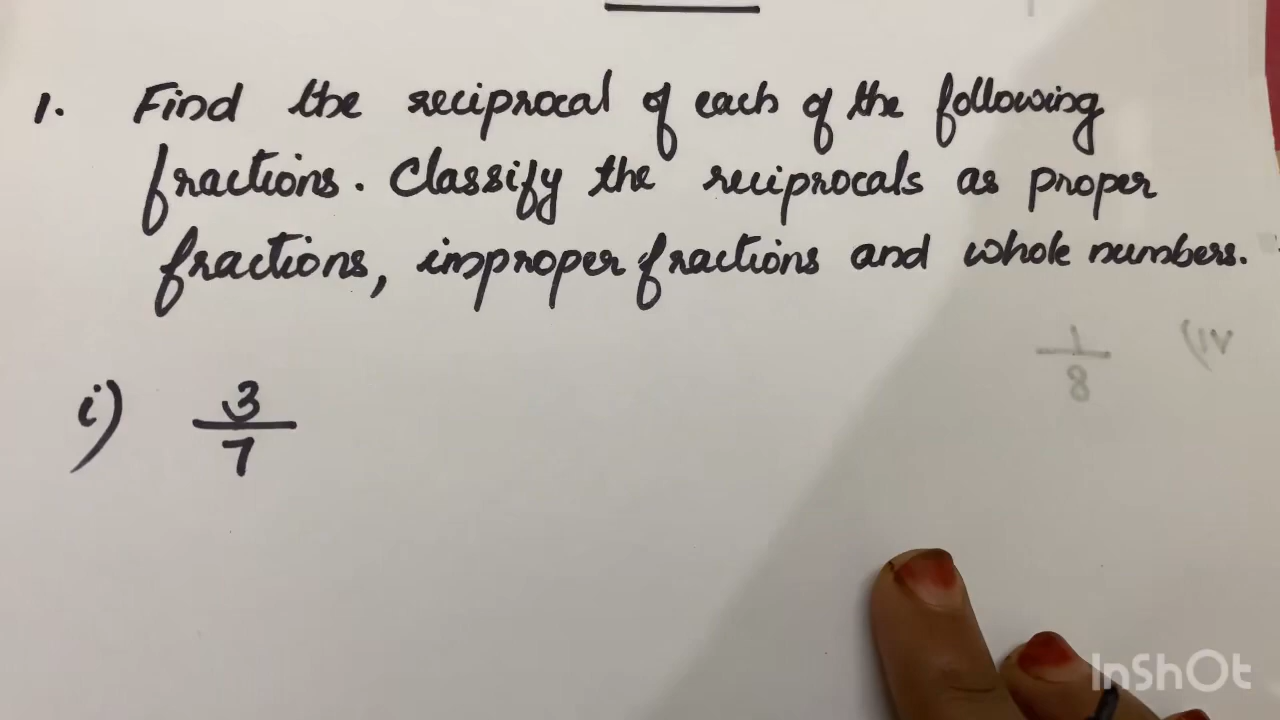 1. Find the reciprocal of each of the following
fractions. Classify the reciprocals as proper
fractions, improper fractions and whole numbers.
vi) 1/8
i) 3/7
InShOt